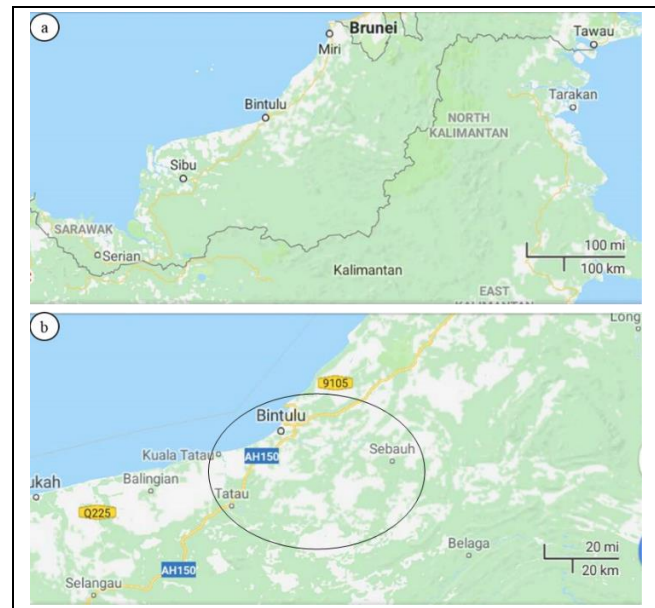 a
Brunei
Miri
Tawau
Bintulu
Tarakan
NORTH
KALIMANTAN
Sibu
SARAWAK
Serian
100 mi
100 km
Kalimantan
EAST
b
Long
9105
Bintulu
Kuala Tatau
AH150
Sebauh
ukah
Balingian
Tatau
Q225
Belaga
20 mi
20 km
AH150
Selangau